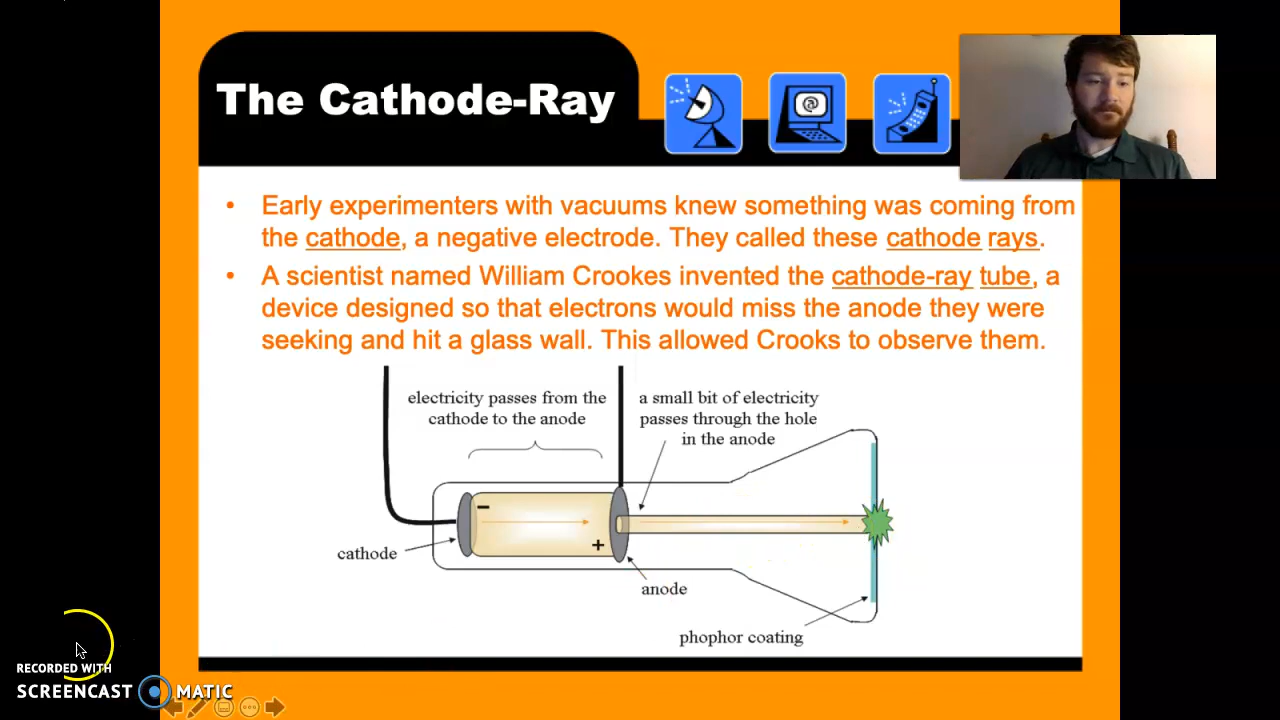 The Cathode-Ray
• Early experimenters with vacuums knew something was coming from
the cathode, a negative electrode. They called these cathode rays.
• A scientist named William Crookes invented the cathode-ray tube, a
device designed so that electrons would miss the anode they were
seeking and hit a glass wall. This allowed Crooks to observe them.
electricity passes from the
cathode to the anode
a small bit of electricity
passes through the hole
in the anode
−
+
cathode
anode
phophor coating
RECORDED WITH
SCREENCAST MATIC